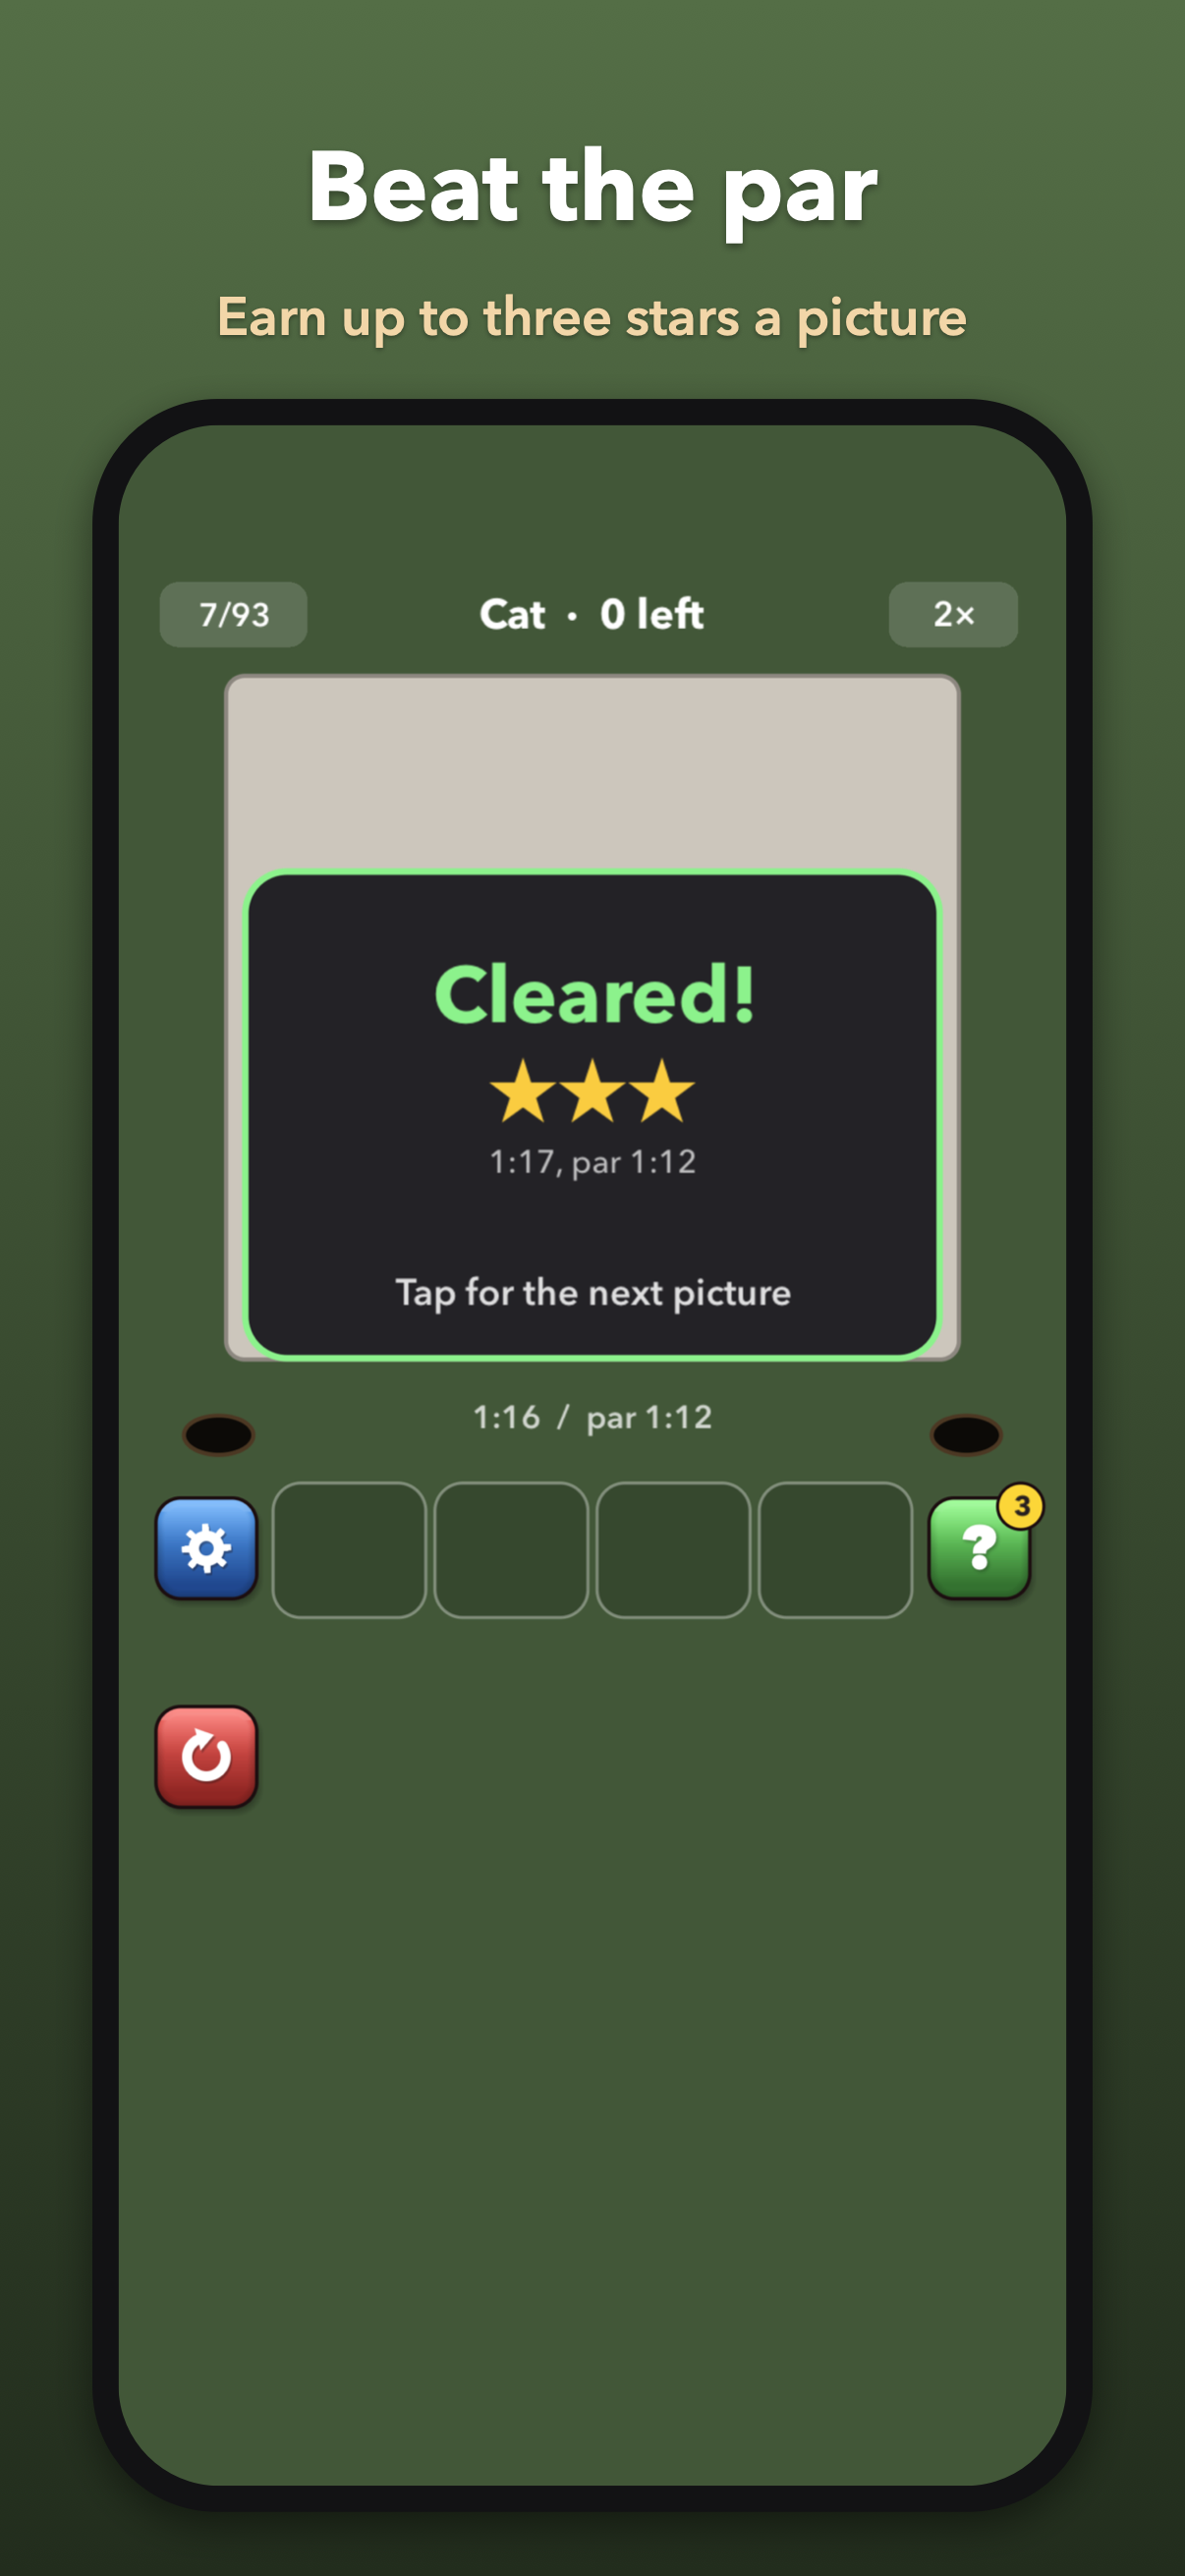 Beat the par
Earn up to three stars a picture
7/93
Cat · 0 left
2×
Cleared!
★★★
1:17, par 1:12
Tap for the next picture
1:16 / par 1:12
3
?